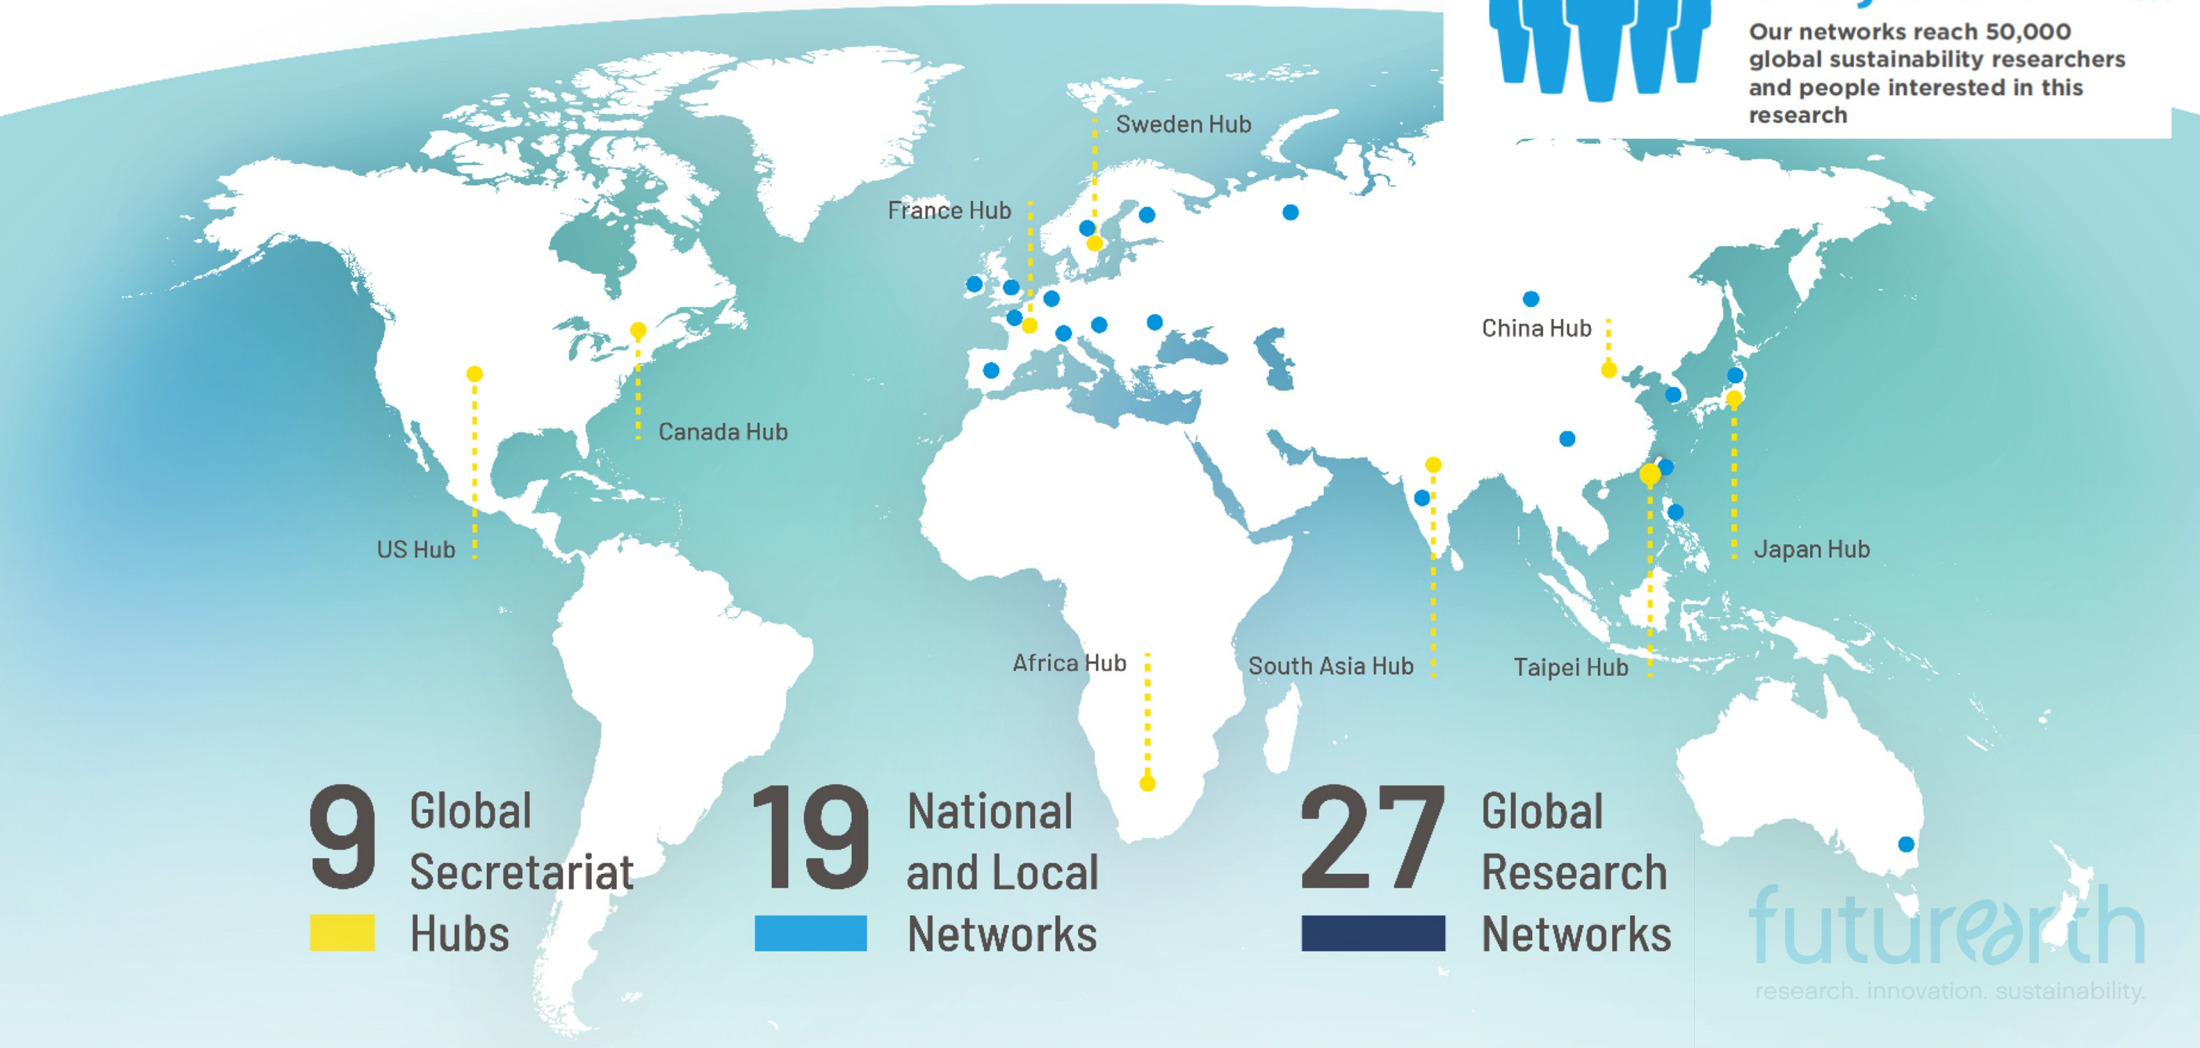 Our networks reach 50,000
global sustainability researchers
and people interested in this
research
Sweden Hub
France Hub
China Hub
Canada Hub
US Hub
Japan Hub
Africa Hub
South Asia Hub
Taipei Hub
9
Global
Secretariat
Hubs
19
National
and Local
Networks
27
Global
Research
Networks
futurearth
research. innovation. sustainability.